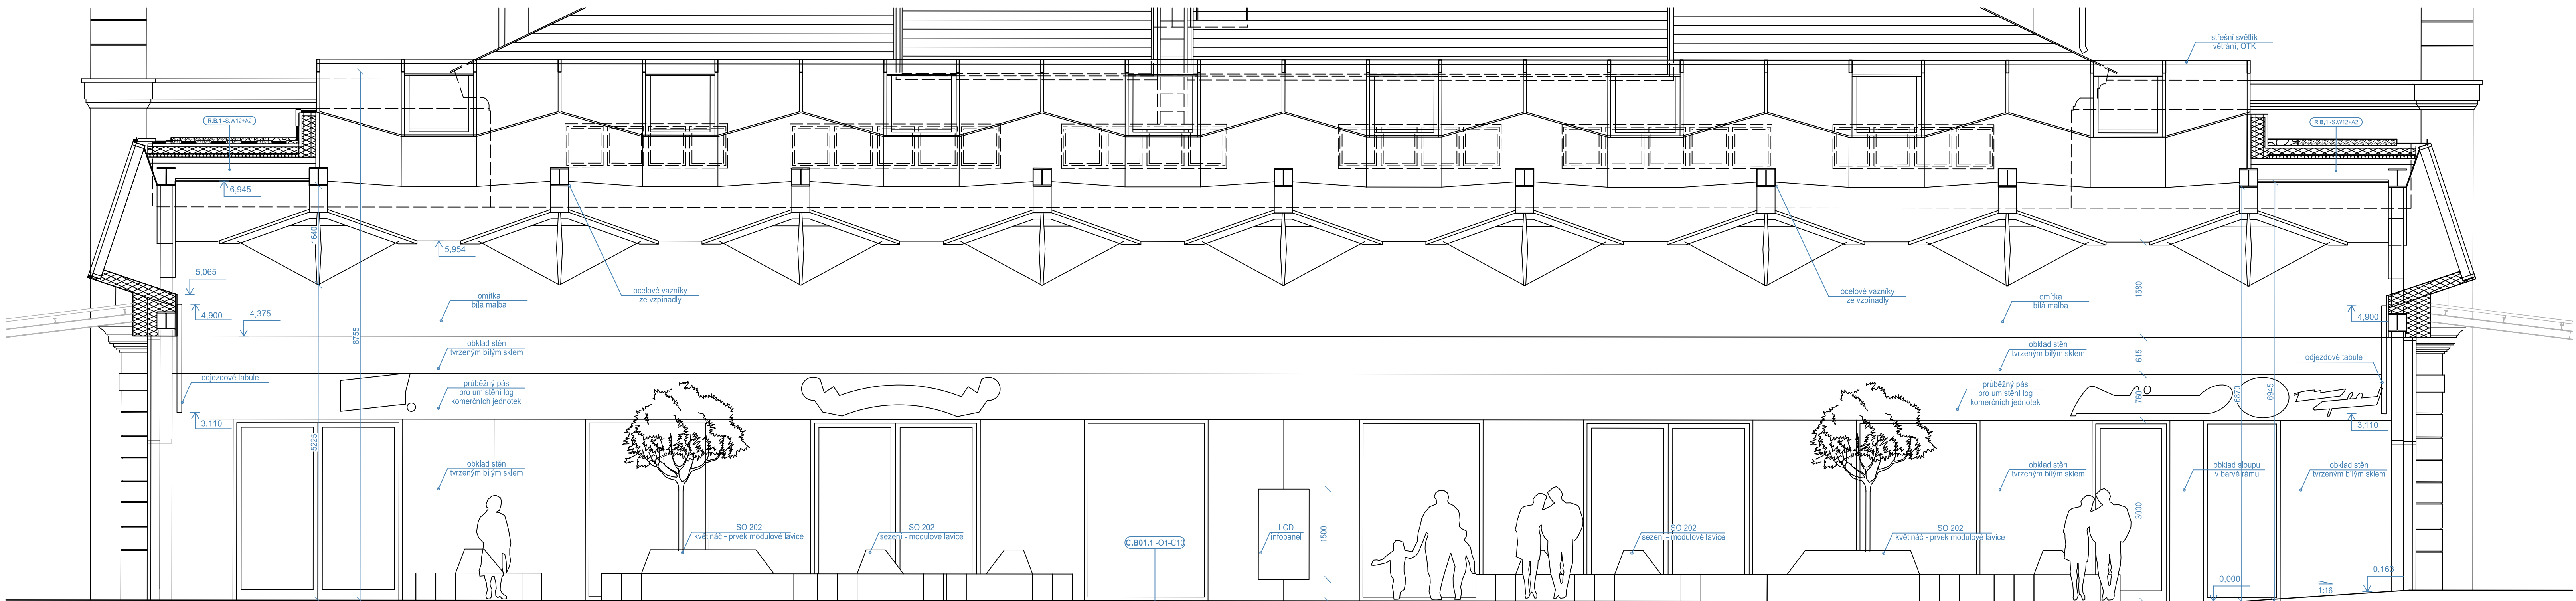 střešní světlík
větrání, OTK
R.B.1 -S.W12+A2
R.B.1 -S.W12+A2
6,945
1640
5,954
5,065
4,900
4,375
8755
omítka
bílá malba
ocelové vazníky
ze vzpínadly
ocelové vazníky
ze vzpínadly
omítka
bílá malba
1580
4,900
obklad stěn
tvrzeným bílým sklem
obklad stěn
tvrzeným bílým sklem
615
odjezdové tabule
odjezdové tabule
průběžný pás
pro umístění log
komerčních jednotek
průběžný pás
pro umístění log
komerčních jednotek
760
6870
6945
3,110
3,110
5225
obklad stěn
tvrzeným bílým sklem
obklad stěn
tvrzeným bílým sklem
obklad sloupu
v barvě rámu
obklad stěn
tvrzeným bílým sklem
SO 202
květináč - prvek modulové lavice
SO 202
sezení - modulové lavice
C.B01.1 -O1-C10
LCD
infopanel
1500
SO 202
sezení - modulové lavice
SO 202
květináč - prvek modulové lavice
3000
0,000
1:16
0,163